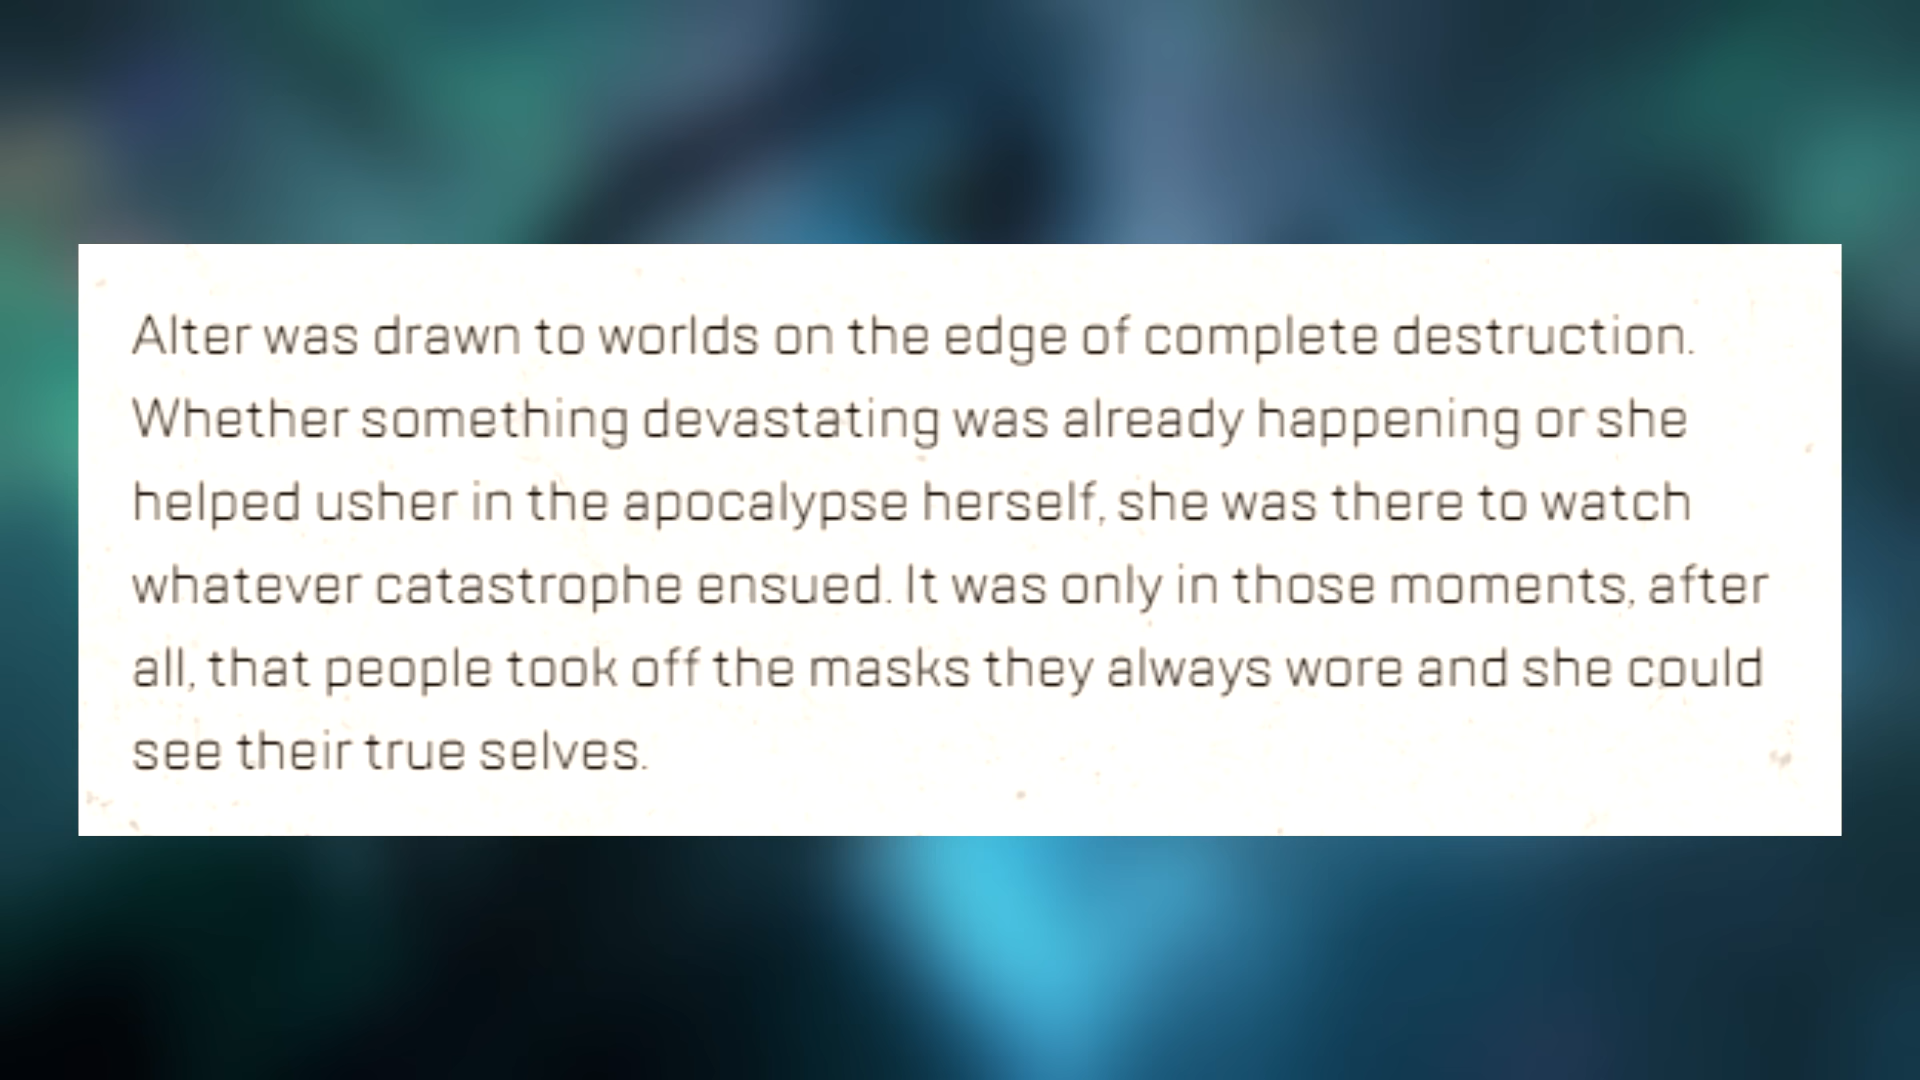 Alter was drawn to worlds on the edge of complete destruction.
Whether something devastating was already happening or she
helped usher in the apocalypse herself, she was there to watch
whatever catastrophe ensued. It was only in those moments, after
all, that people took off the masks they always wore and she could
see their true selves.